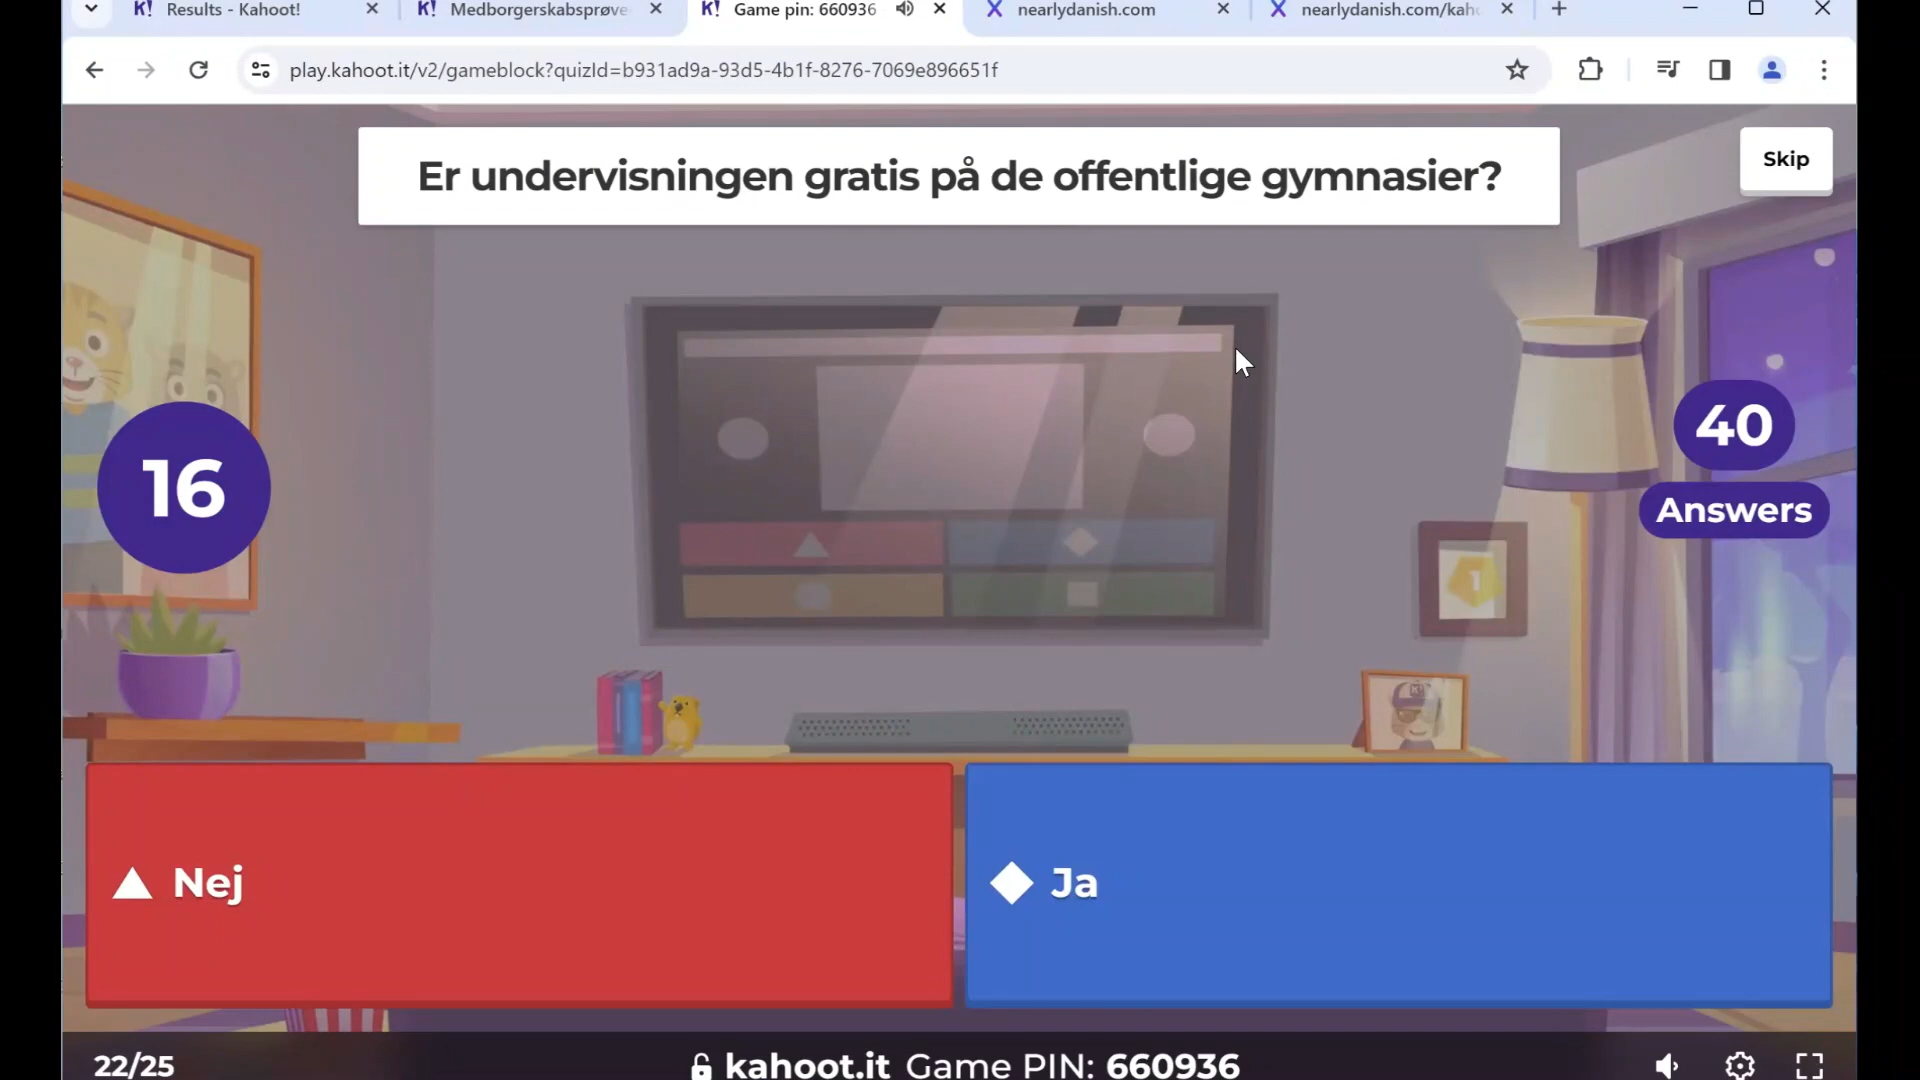 K! Results - Kahoot!
K! Medborgerskabsprøve
K! Game pin: 660936
X nearlydanish.com
X nearlydanish.com/kaho
play.kahoot.it/v2/gameblock?quizId=b931ad9a-93d5-4b1f-8276-7069e896651f
Er undervisningen gratis på de offentlige gymnasier?
Skip
16
40
Answers
1
Nej
Ja
22/25
kahoot.it Game PIN: 660936